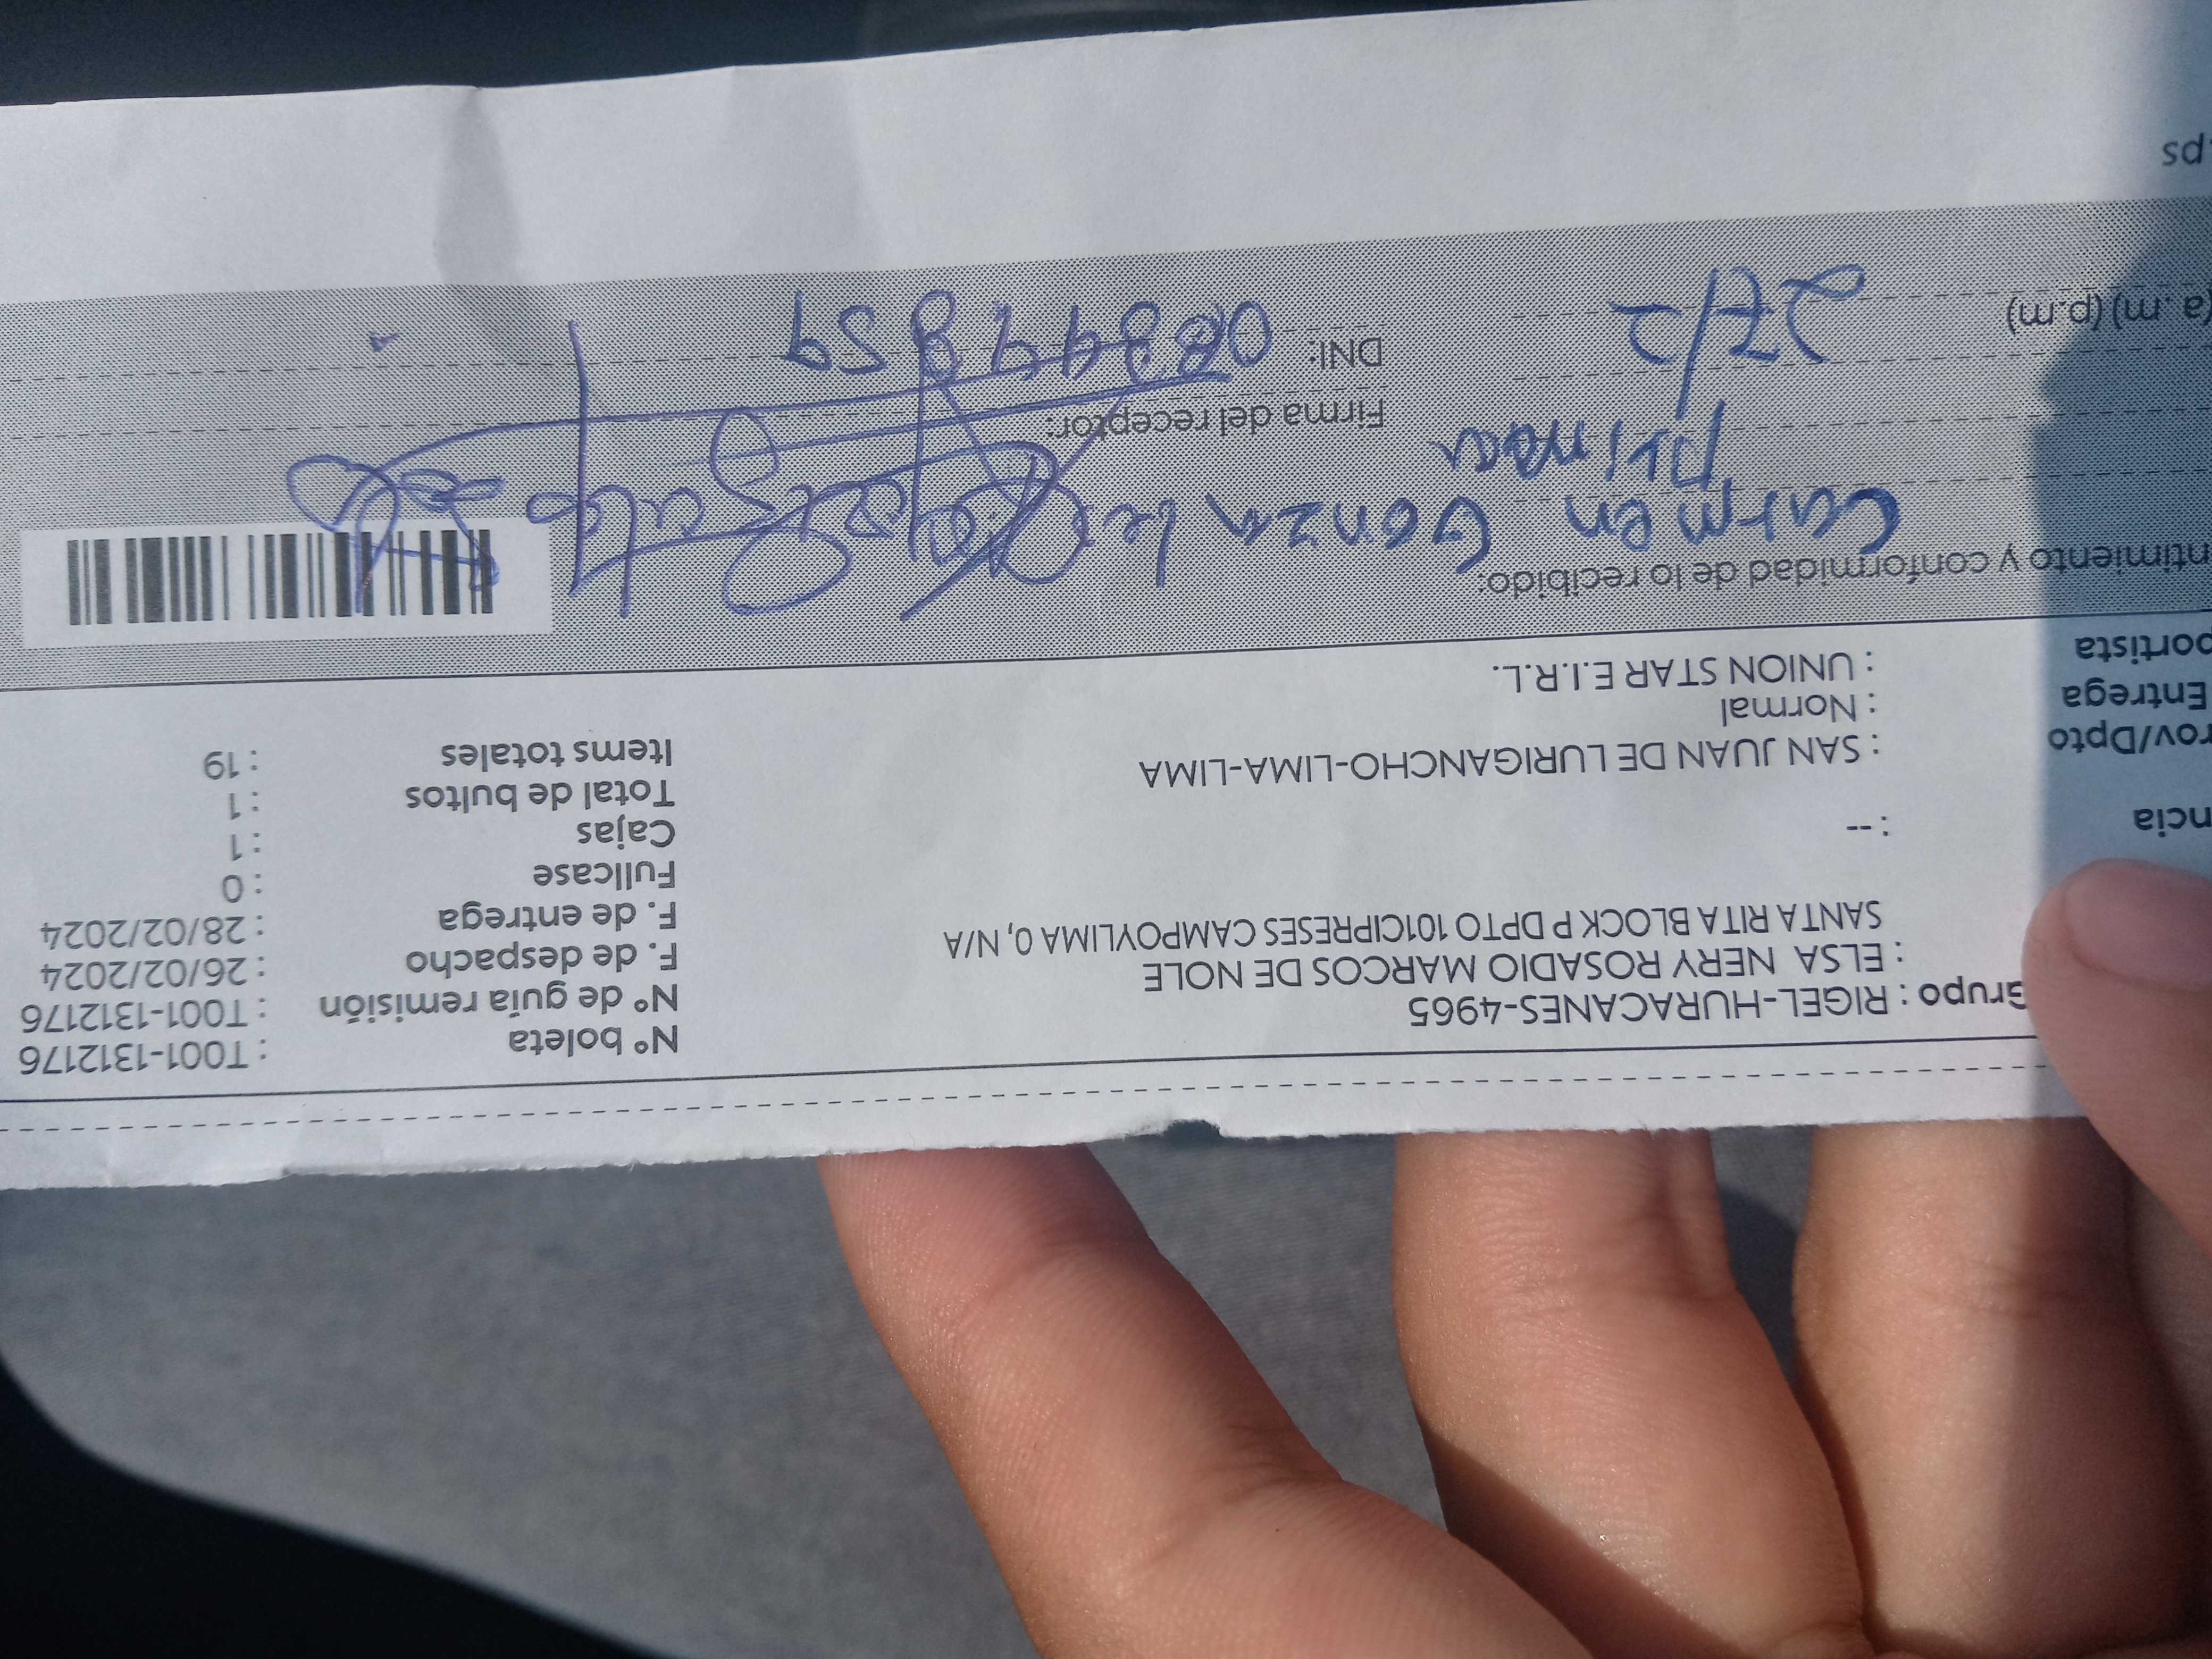 Nº boleta : T001-1312176
Grupo : RIGEL-HURACANES-4965 Nº de guía remisión : T001-1312176
: ELSA NERY ROSADIO MARCOS DE NOLE F. de despacho : 26/02/2024
SANTA RITA BLOCK P DPTO 101CIPRESES CAMPOYLIMA 0, N/A F. de entrega : 28/02/2024
Fullcase : 0
ncia : -- Cajas : 1
Total de bultos : 1
rov/Dpto : SAN JUAN DE LURIGANCHO-LIMA-LIMA Items totales : 19
Entrega : Normal
portista : UNION STAR E.I.R.L.
ntimiento y conformidad de lo recibido:
Carmen Gonzales
prima
Firma del receptor:
(a. m) (p.m) 27/2 DNI:
.ps